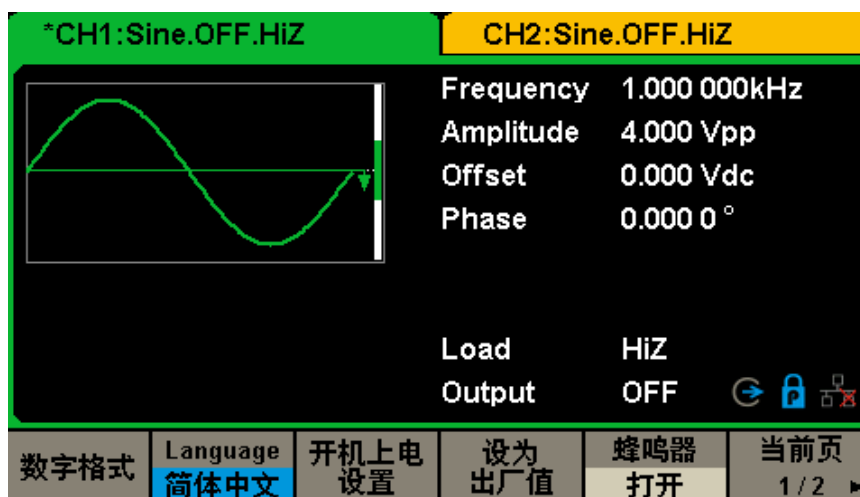 *CH1:Sine.OFF.HiZ CH2:Sine.OFF.HiZ
Frequency 1.000 000kHz
Amplitude 4.000 Vpp
Offset 0.000 Vdc
Phase 0.000 0 °
Load HiZ
Output OFF P
数字格式 Language 简体中文
开机上电设置
设为出厂值
蜂鸣器 打开
当前页 1/2